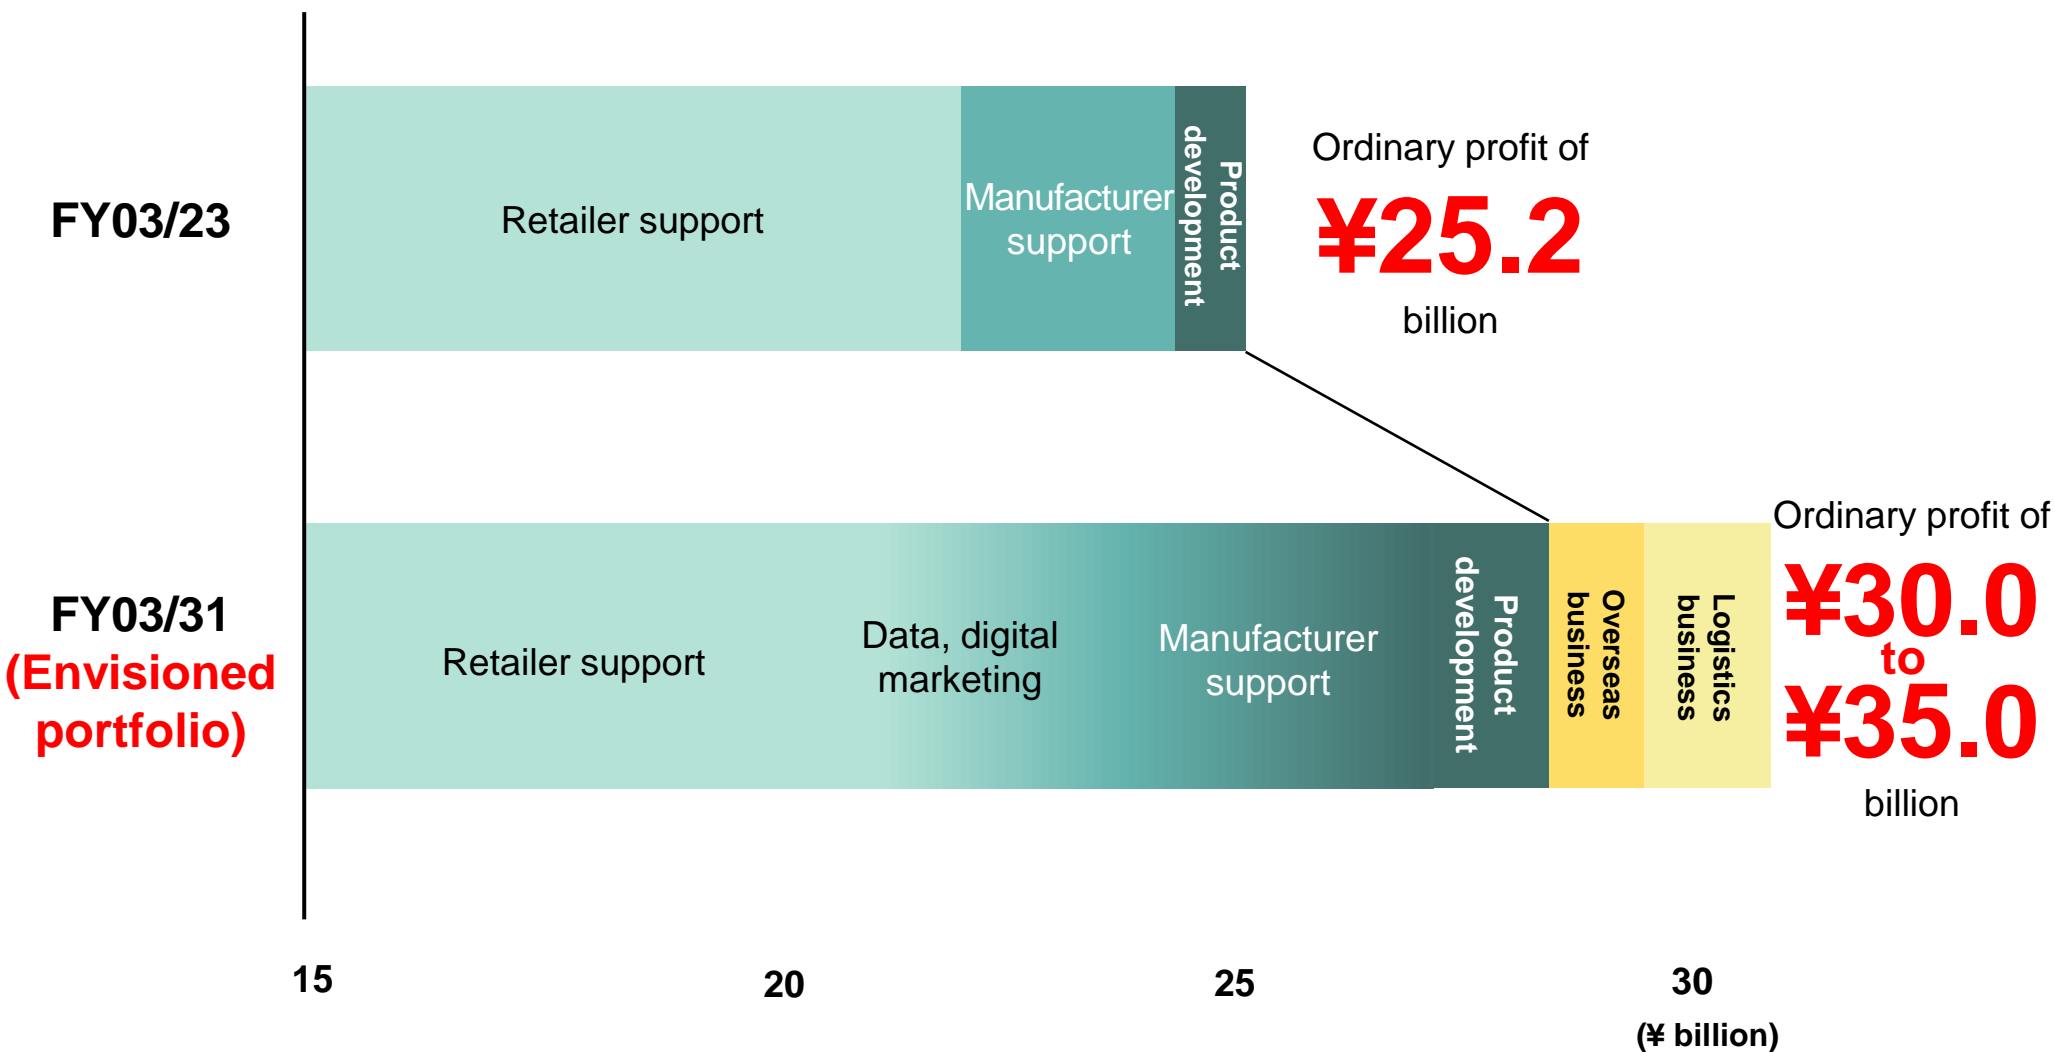 FY03/23
Retailer support
Manufacturer
support
Product
development
Ordinary profit of
¥25.2
billion
FY03/31
(Envisioned
portfolio)
Retailer support
Data, digital
marketing
Manufacturer
support
Product
development
Overseas
business
Logistics
business
Ordinary profit of
¥30.0
to
¥35.0
billion
15
20
25
30
(¥ billion)